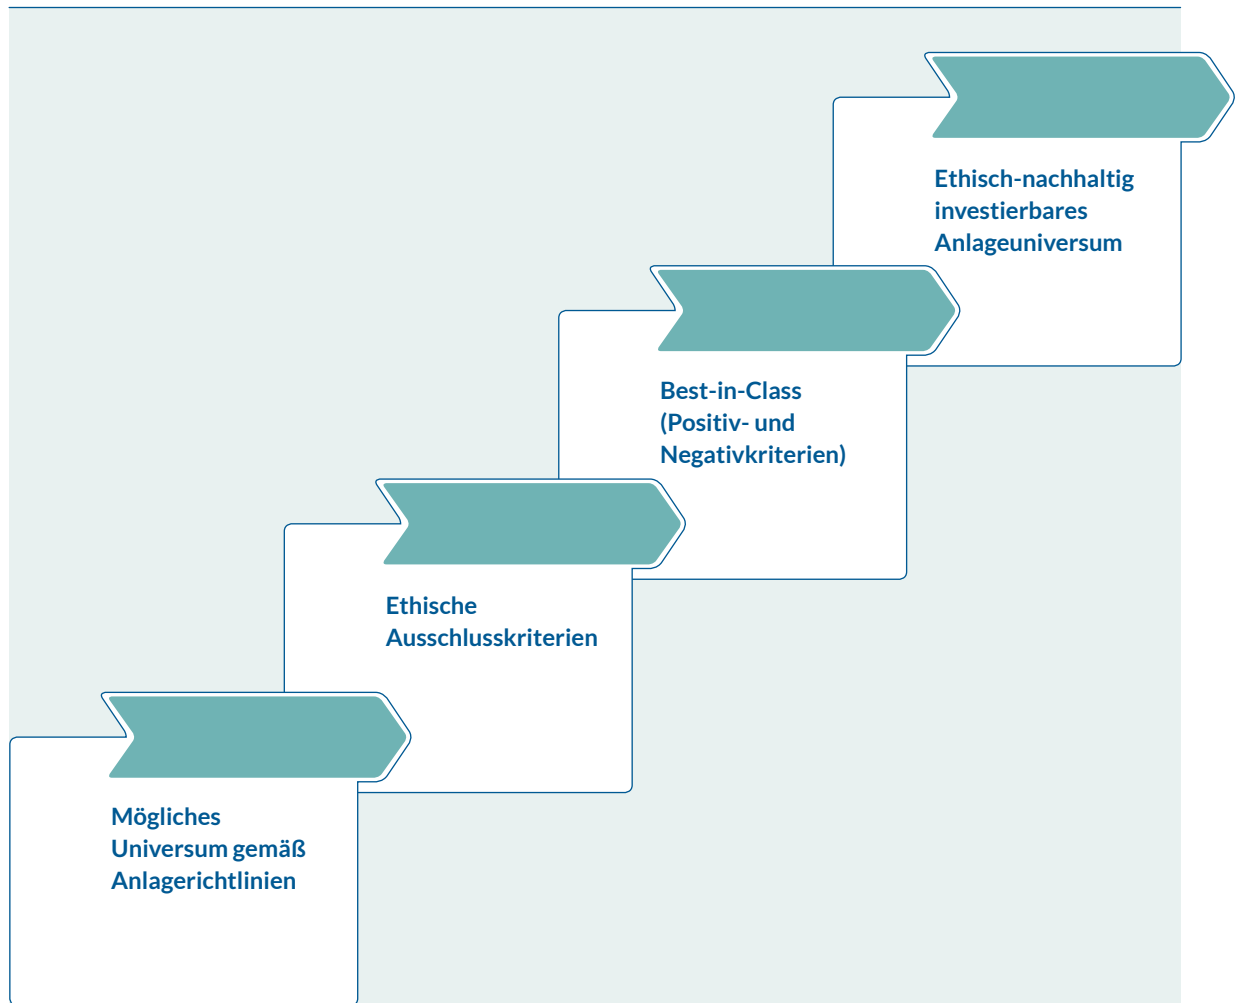 Ethisch-nachhaltig
investierbares
Anlageuniversum
Best-in-Class
(Positiv- und
Negativkriterien)
Ethische
Ausschlusskriterien
Mögliches
Universum gemäß
Anlagerichtlinien